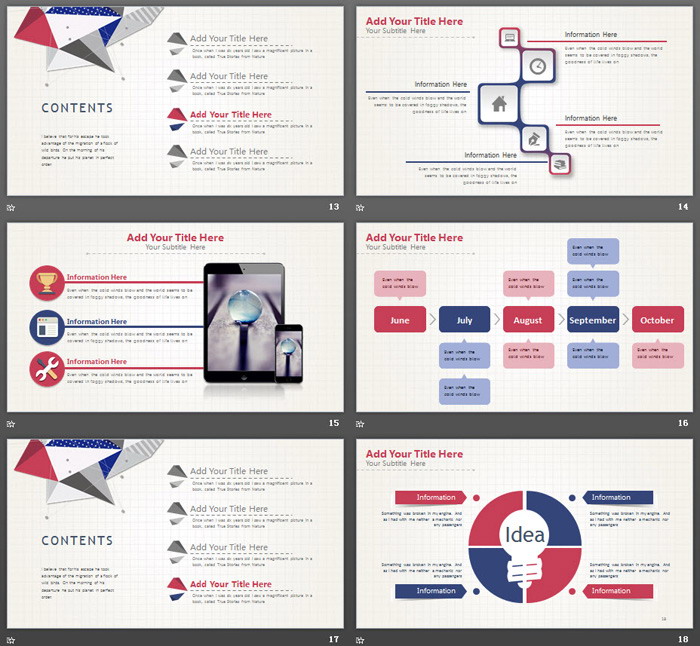 CONTENTS
I believe that for his escape he took
advantage of the migration of a flock of
wild birds. On the morning of his
departure he put his planet in perfect
order.
Add Your Title Here
Once when I was six years old I saw a magnificent picture in a
book, called True Stories from Nature
Add Your Title Here
Once when I was six years old I saw a magnificent picture in a
book, called True Stories from Nature
Add Your Title Here
Once when I was six years old I saw a magnificent picture in a
book, called True Stories from Nature
Add Your Title Here
Once when I was six years old I saw a magnificent picture in a
book, called True Stories from Nature
13
Add Your Title Here
Your Subtitle Here
Information Here
Even when the cold winds blow and the world
seems to be covered in foggy shadows, the
goodness of life lives on
Information Here
Even when the cold winds blow and the world
seems to be covered in foggy shadows, the
goodness of life lives on
Information Here
Even when the cold winds blow and the world
seems to be covered in foggy shadows, the
goodness of life lives on
Information Here
Even when the cold winds blow and the world
seems to be covered in foggy shadows, the
goodness of life lives on
14
Add Your Title Here
Your Subtitle Here
Information Here
Even when the cold winds blow and the world seems to be
covered in foggy shadows, the goodness of life lives on
Information Here
Even when the cold winds blow and the world seems to be
covered in foggy shadows, the goodness of life lives on
Information Here
Even when the cold winds blow and the world seems to be
covered in foggy shadows, the goodness of life lives on
15
Add Your Title Here
Your Subtitle Here
Even when the
cold winds blow
Even when the
cold winds blow
Even when the
cold winds blow
Even when the
cold winds blow
June
July
August
September
October
Even when the
cold winds blow
Even when the
cold winds blow
Even when the
cold winds blow
Even when the
cold winds blow
Even when the
cold winds blow
16
CONTENTS
I believe that for his escape he took
advantage of the migration of a flock of
wild birds. On the morning of his
departure he put his planet in perfect
order.
Add Your Title Here
Once when I was six years old I saw a magnificent picture in a
book, called True Stories from Nature
Add Your Title Here
Once when I was six years old I saw a magnificent picture in a
book, called True Stories from Nature
Add Your Title Here
Once when I was six years old I saw a magnificent picture in a
book, called True Stories from Nature
Add Your Title Here
Once when I was six years old I saw a magnificent picture in a
book, called True Stories from Nature
17
Add Your Title Here
Your Subtitle Here
Information
Something was broken in my engine. And
as I had with me neither a mechanic nor
any passengers
Information
Something was broken in my engine. And
as I had with me neither a mechanic nor
any passengers
Idea
Something was broken in my engine. And
as I had with me neither a mechanic nor
any passengers
Information
Something was broken in my engine. And
as I had with me neither a mechanic nor
any passengers
Information
18
18